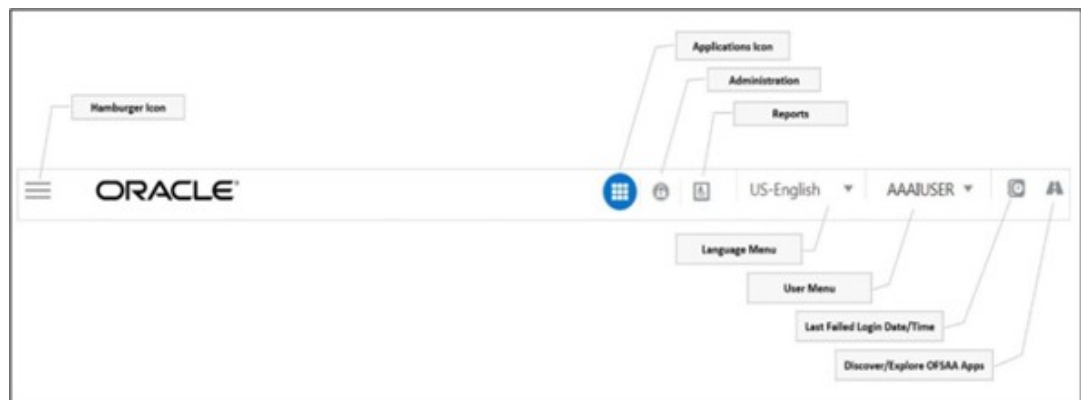 Applications Icon
Administration
Reports
Hamburger Icon
ORACLE
US-English
AAAIUSER
Language Menu
User Menu
Last Failed Login Date/Time
Discover/Explore OFSAA Apps